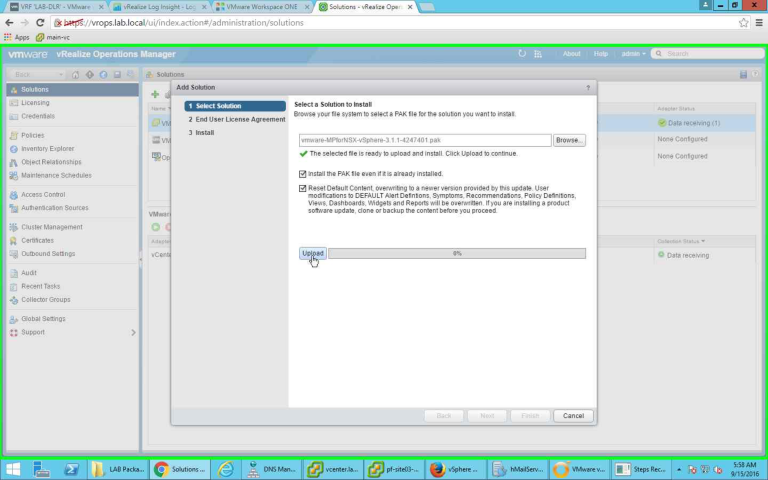 VRF 'LAB-DLR' - VMwar
vRealize Log Insight - Log
VMware Workspace ONE
Solutions - vRealize Oper
https://vrops.lab.local/ui/index.action#/administration/solutions
Apps
main-vc
vmware vRealize Operations Manager
About Help admin Search
Back
Solutions
Solutions
Licensing
Credentials
Policies
Inventory Explorer
Object Relationships
Maintenance Schedules
Access Control
Authentication Sources
Cluster Management
Certificates
Outbound Settings
Audit
Recent Tasks
Collector Groups
Global Settings
Support
Name
Adapter Status
Data receiving (1)
None Configured
None Configured
VMwar
Collection Status
vCente
Data receiving
Add Solution
?
1 Select Solution
2 End User License Agreement
3 Install
Select a Solution to Install
Browse your file system to select a PAK file for the solution you want to install.
vmware-MPforNSX-vSphere-3.1.1-4247401.pak
Browse...
The selected file is ready to upload and install. Click Upload to continue.
Install the PAK file even if it is already installed.
Reset Default Content, overwriting to a newer version provided by this update. User
modifications to DEFAULT Alert Definitions, Symptoms, Recommendations, Policy Definitions,
Views, Dashboards, Widgets and Reports will be overwritten. If you are installing a product
software update, clone or backup the content before you proceed.
Upload
0%
Back Next Finish Cancel
LAB Packa...
Solutions ...
DNS Man...
vcenter.la...
pf-site03-...
vSphere ...
hMailServ...
VMware v...
Steps Rec...
5:58 AM
9/15/2016